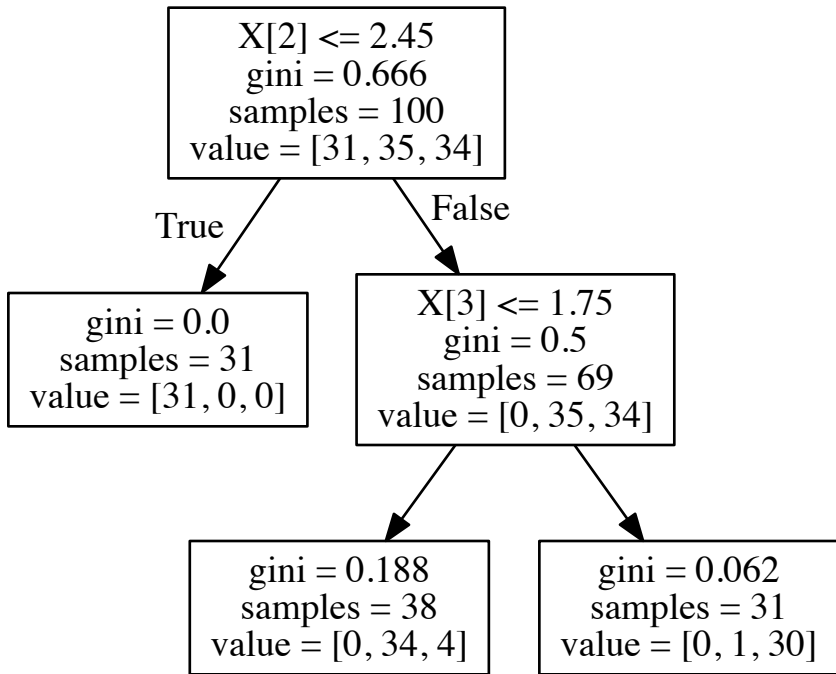 X[2] <= 2.45
gini = 0.666
samples = 100
value = [31, 35, 34]
True
False
gini = 0.0
samples = 31
value = [31, 0, 0]
X[3] <= 1.75
gini = 0.5
samples = 69
value = [0, 35, 34]
gini = 0.188
samples = 38
value = [0, 34, 4]
gini = 0.062
samples = 31
value = [0, 1, 30]